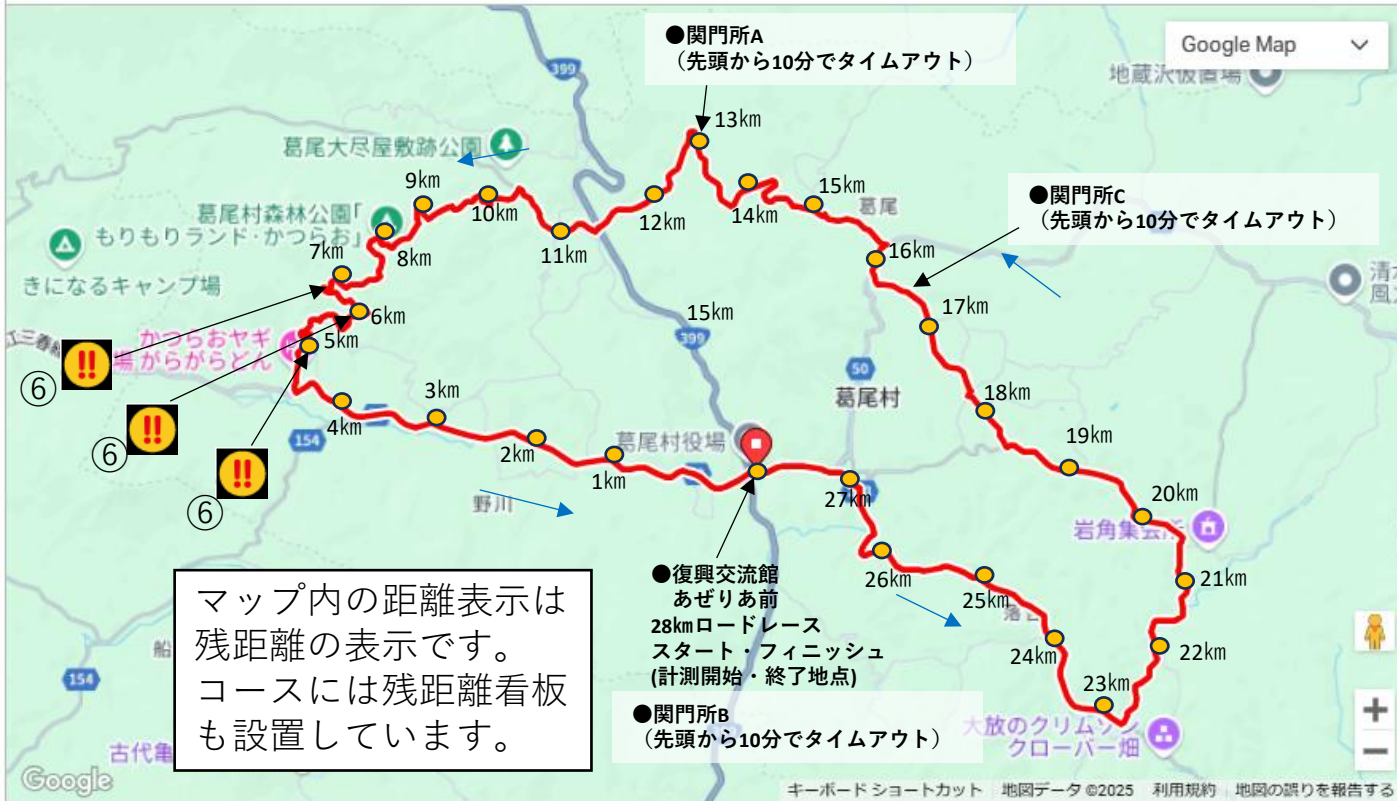 ●関門所A
（先頭から10分でタイムアウト）
Google Map
地蔵沢仮置場
399
葛尾大尽屋敷跡公園
13km
12km
14km
15km
葛尾
●関門所C
（先頭から10分でタイムアウト）
9km
10km
11km
葛尾村森林公園「
もりもりランド・かつらお」
8km
7km
きになるキャンプ場
16km
17km
6km
5km
かつらおヤギ
場 がらがらどん
15km
399
50
葛尾村
18km
⑥
!!
⑥
!!
⑥
!!
4km
3km
2km
1km
154
葛尾村役場
野川
19km
20km
岩角集会所
21km
22km
27km
26km
25km
24km
23km
大放のクリムソン
クローバー畑
●復興交流館
あぜりあ前
28kmロードレース
スタート・フィニッシュ
(計測開始・終了地点)
●関門所B
（先頭から10分でタイムアウト）
マップ内の距離表示は
残距離の表示です。
コースには残距離看板
も設置しています。
船
154
古代亀
Google
キーボード ショートカット
地図データ ©2025
利用規約
地図の誤りを報告する